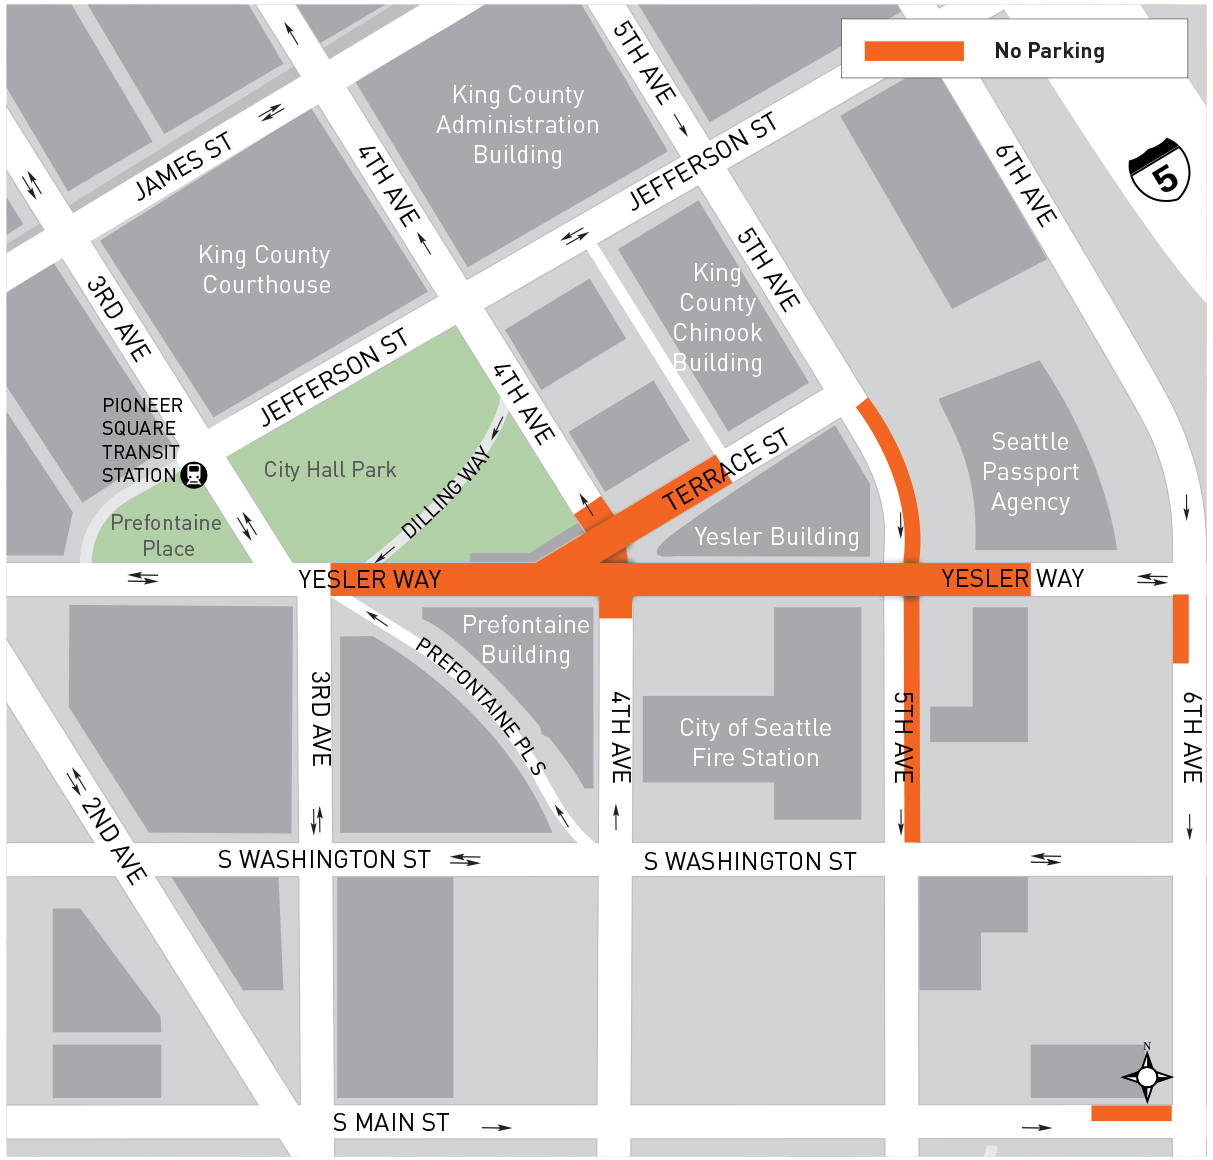 No Parking
5TH AVE
King County
Administration
Building
JAMES ST
JEFFERSON ST
4TH AVE
6TH AVE
5
King County
Courthouse
5TH AVE
King
County
Chinook
Building
3RD AVE
JEFFERSON ST
4TH AVE
PIONEER
SQUARE
TRANSIT
STATION
City Hall Park
DILLING WAY
TERRACE ST
Seattle
Passport
Agency
Prefontaine
Place
Yesler Building
YESLER WAY
YESLER WAY
Prefontaine
Building
PREFONTAINE PL S
3RD AVE
4TH AVE
City of Seattle
Fire Station
5TH AVE
6TH AVE
2ND AVE
S WASHINGTON ST
S WASHINGTON ST
N
S MAIN ST